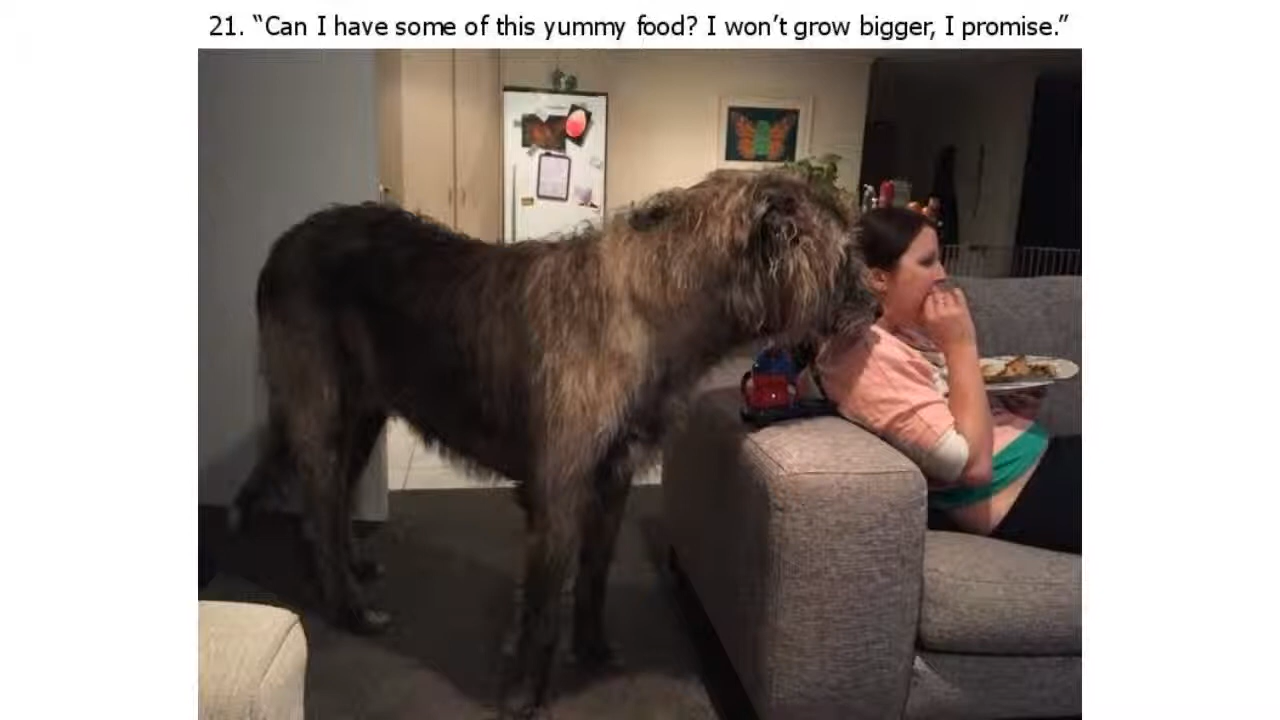 21. “Can I have some of this yummy food? I won’t grow bigger, I promise.”